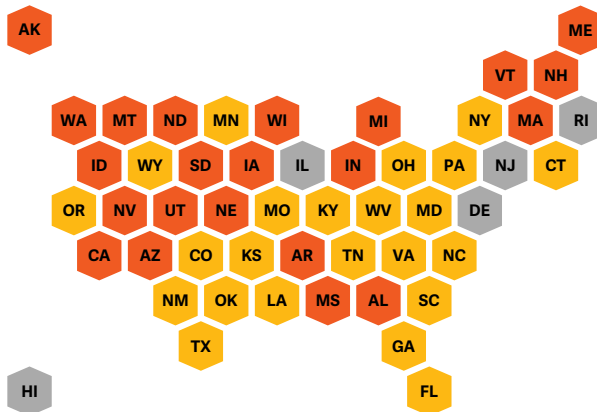 AK ME
VT NH
WA MT ND MN WI MI NY MA RI
ID WY SD IA IL IN OH PA NJ CT
OR NV UT NE MO KY WV MD DE
CA AZ CO KS AR TN VA NC
NM OK LA MS AL SC
TX GA
HI FL